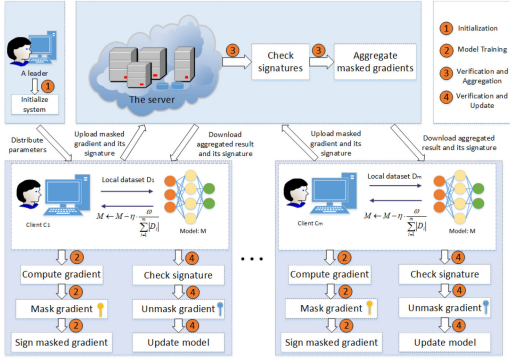 A leader
1
Initialize
system
The server
3
Check
signatures
3
Aggregate
masked gradients
1 Initialization
2 Model Training
3 Verification and
Aggregation
4 Verification and
Update
Distribute
parameters
Upload masked
gradient and its
signature
Download
aggregated result
and its signature
Upload masked
gradient and its
signature
Download aggregated
result and its signature
Local dataset D₁
M ← M − η · ω / ∑ᵢ₌₁ᵐ |Dᵢ|
Client C₁
Model: M
2
Compute gradient
2
Mask gradient
2
Sign masked gradient
4
Check signature
4
Unmask gradient
4
Update model
• • •
Local dataset Dₘ
M ← M − η · ω / ∑ᵢ₌₁ᵐ |Dᵢ|
Client Cₘ
Model: M
2
Compute gradient
2
Mask gradient
2
Sign masked gradient
4
Check signature
4
Unmask gradient
4
Update model